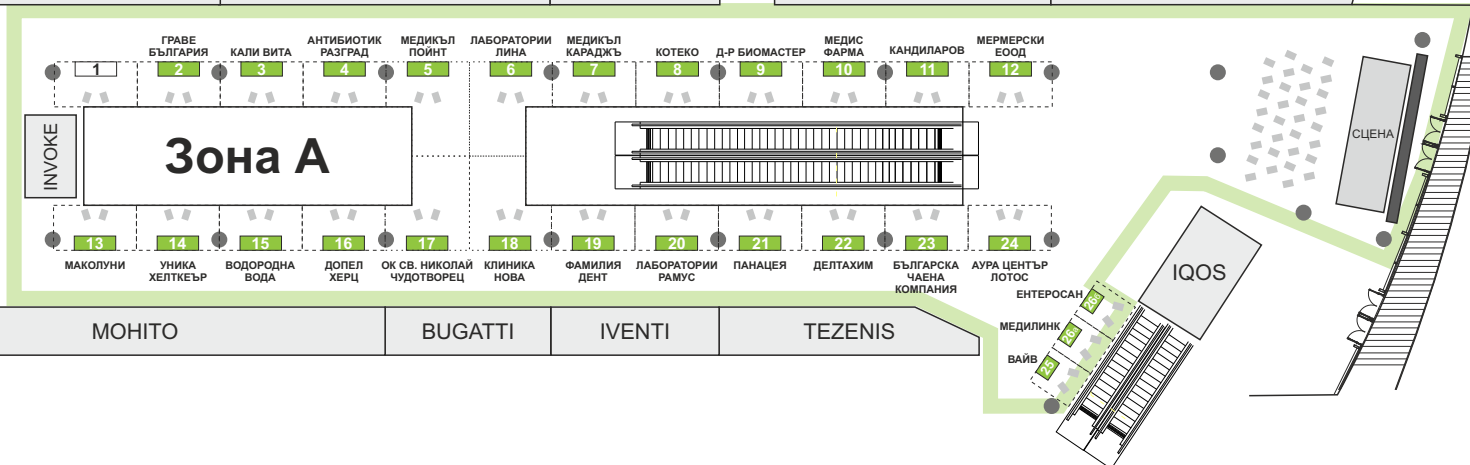 ГРАВЕ
БЪЛГАРИЯ
КАЛИ ВИТА
АНТИБИОТИК
РАЗГРАД
МЕДИКЪЛ
ПОЙНТ
ЛАБОРАТОРИИ
ЛИНА
МЕДИКЪЛ
КАРАДЖЪ
КОТЕКО
Д-Р БИОМАСТЕР
МЕДИС
ФАРМА
КАНДИЛАРОВ
МЕРМЕРСКИ
ЕООД
1
2
3
4
5
6
7
8
9
10
11
12
INVOKE
Зона А
СЦЕНА
13
14
15
16
17
18
19
20
21
22
23
24
МАКОЛУНИ
УНИКА
ХЕЛТКЕЪР
ВОДОРОДНА
ВОДА
ДОПЕЛ
ХЕРЦ
ОК СВ. НИКОЛАЙ
ЧУДОТВОРЕЦ
КЛИНИКА
НОВА
ФАМИЛИЯ
ДЕНТ
ЛАБОРАТОРИИ
РАМУС
ПАНАЦЕЯ
ДЕЛТАХИМ
БЪЛГАРСКА
ЧАЕНА
КОМПАНИЯ
АУРА ЦЕНТЪР
ЛОТОС
IQOS
ЕНТЕРОСАН
МЕДИЛИНК
ВАЙВ
25
MOHITO
BUGATTI
IVENTI
TEZENIS